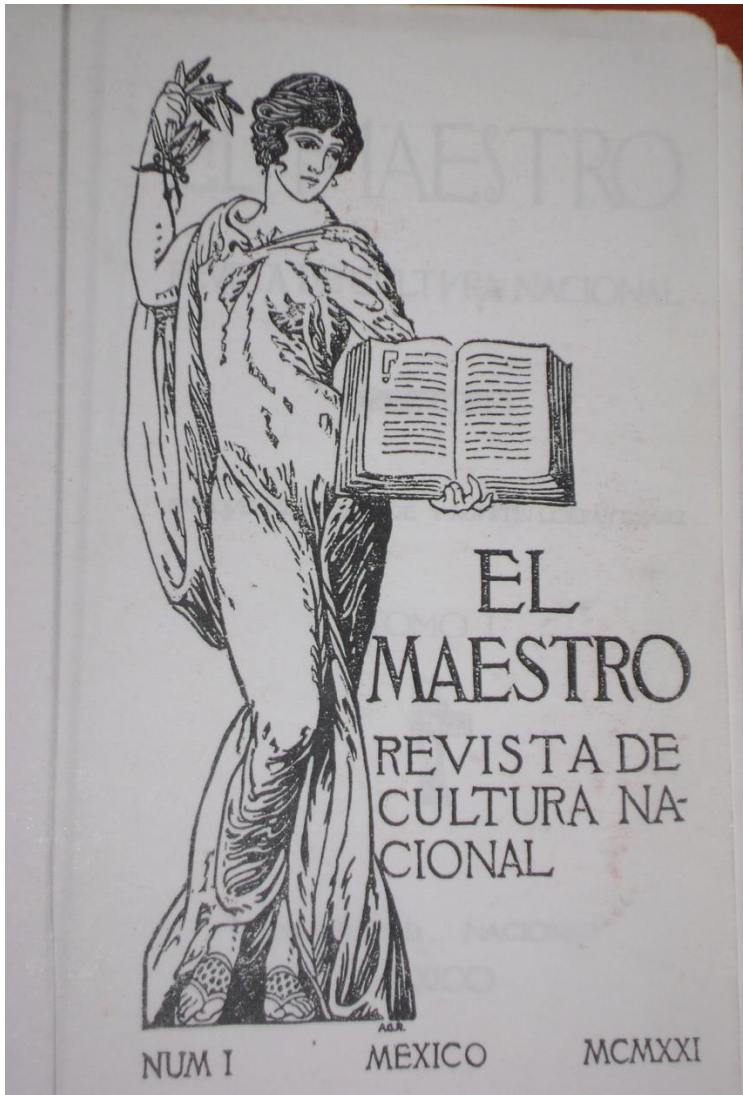 EL
MAESTRO
REVISTA DE
CULTURA NA-
CIONAL
A.G.R.
NUM I MEXICO MCMXXI